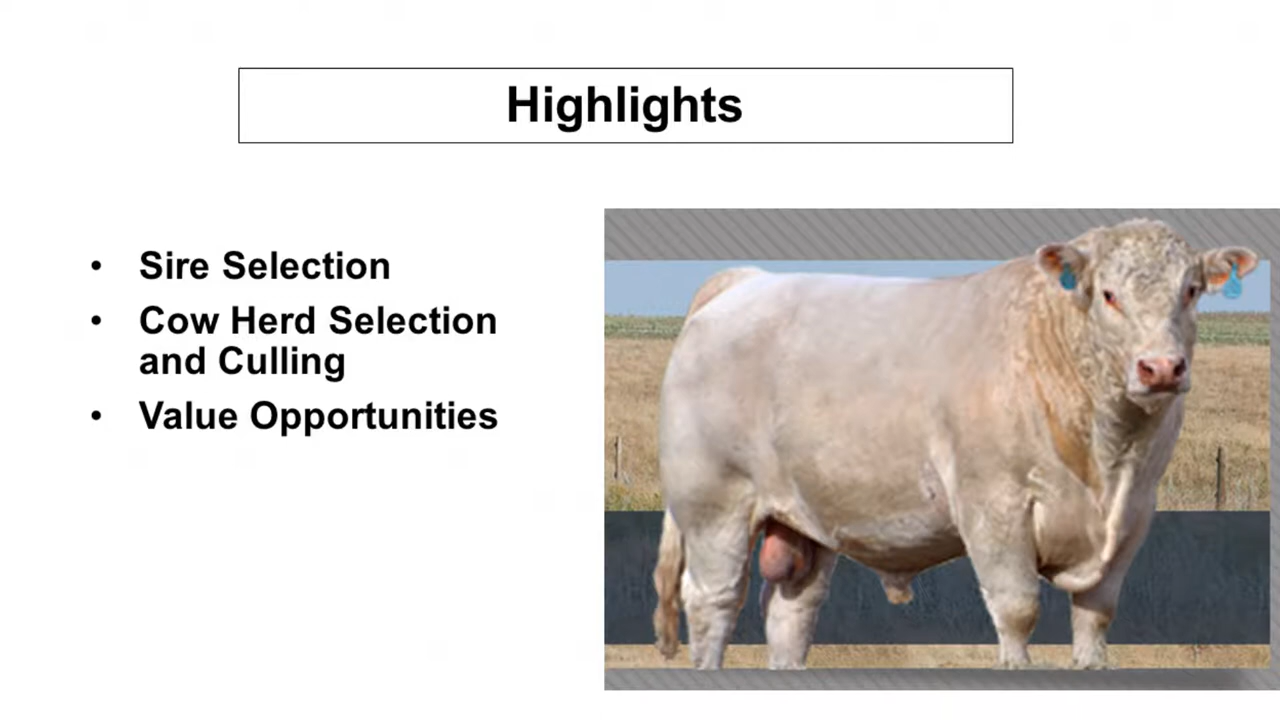 Highlights
• Sire Selection
• Cow Herd Selection
and Culling
• Value Opportunities